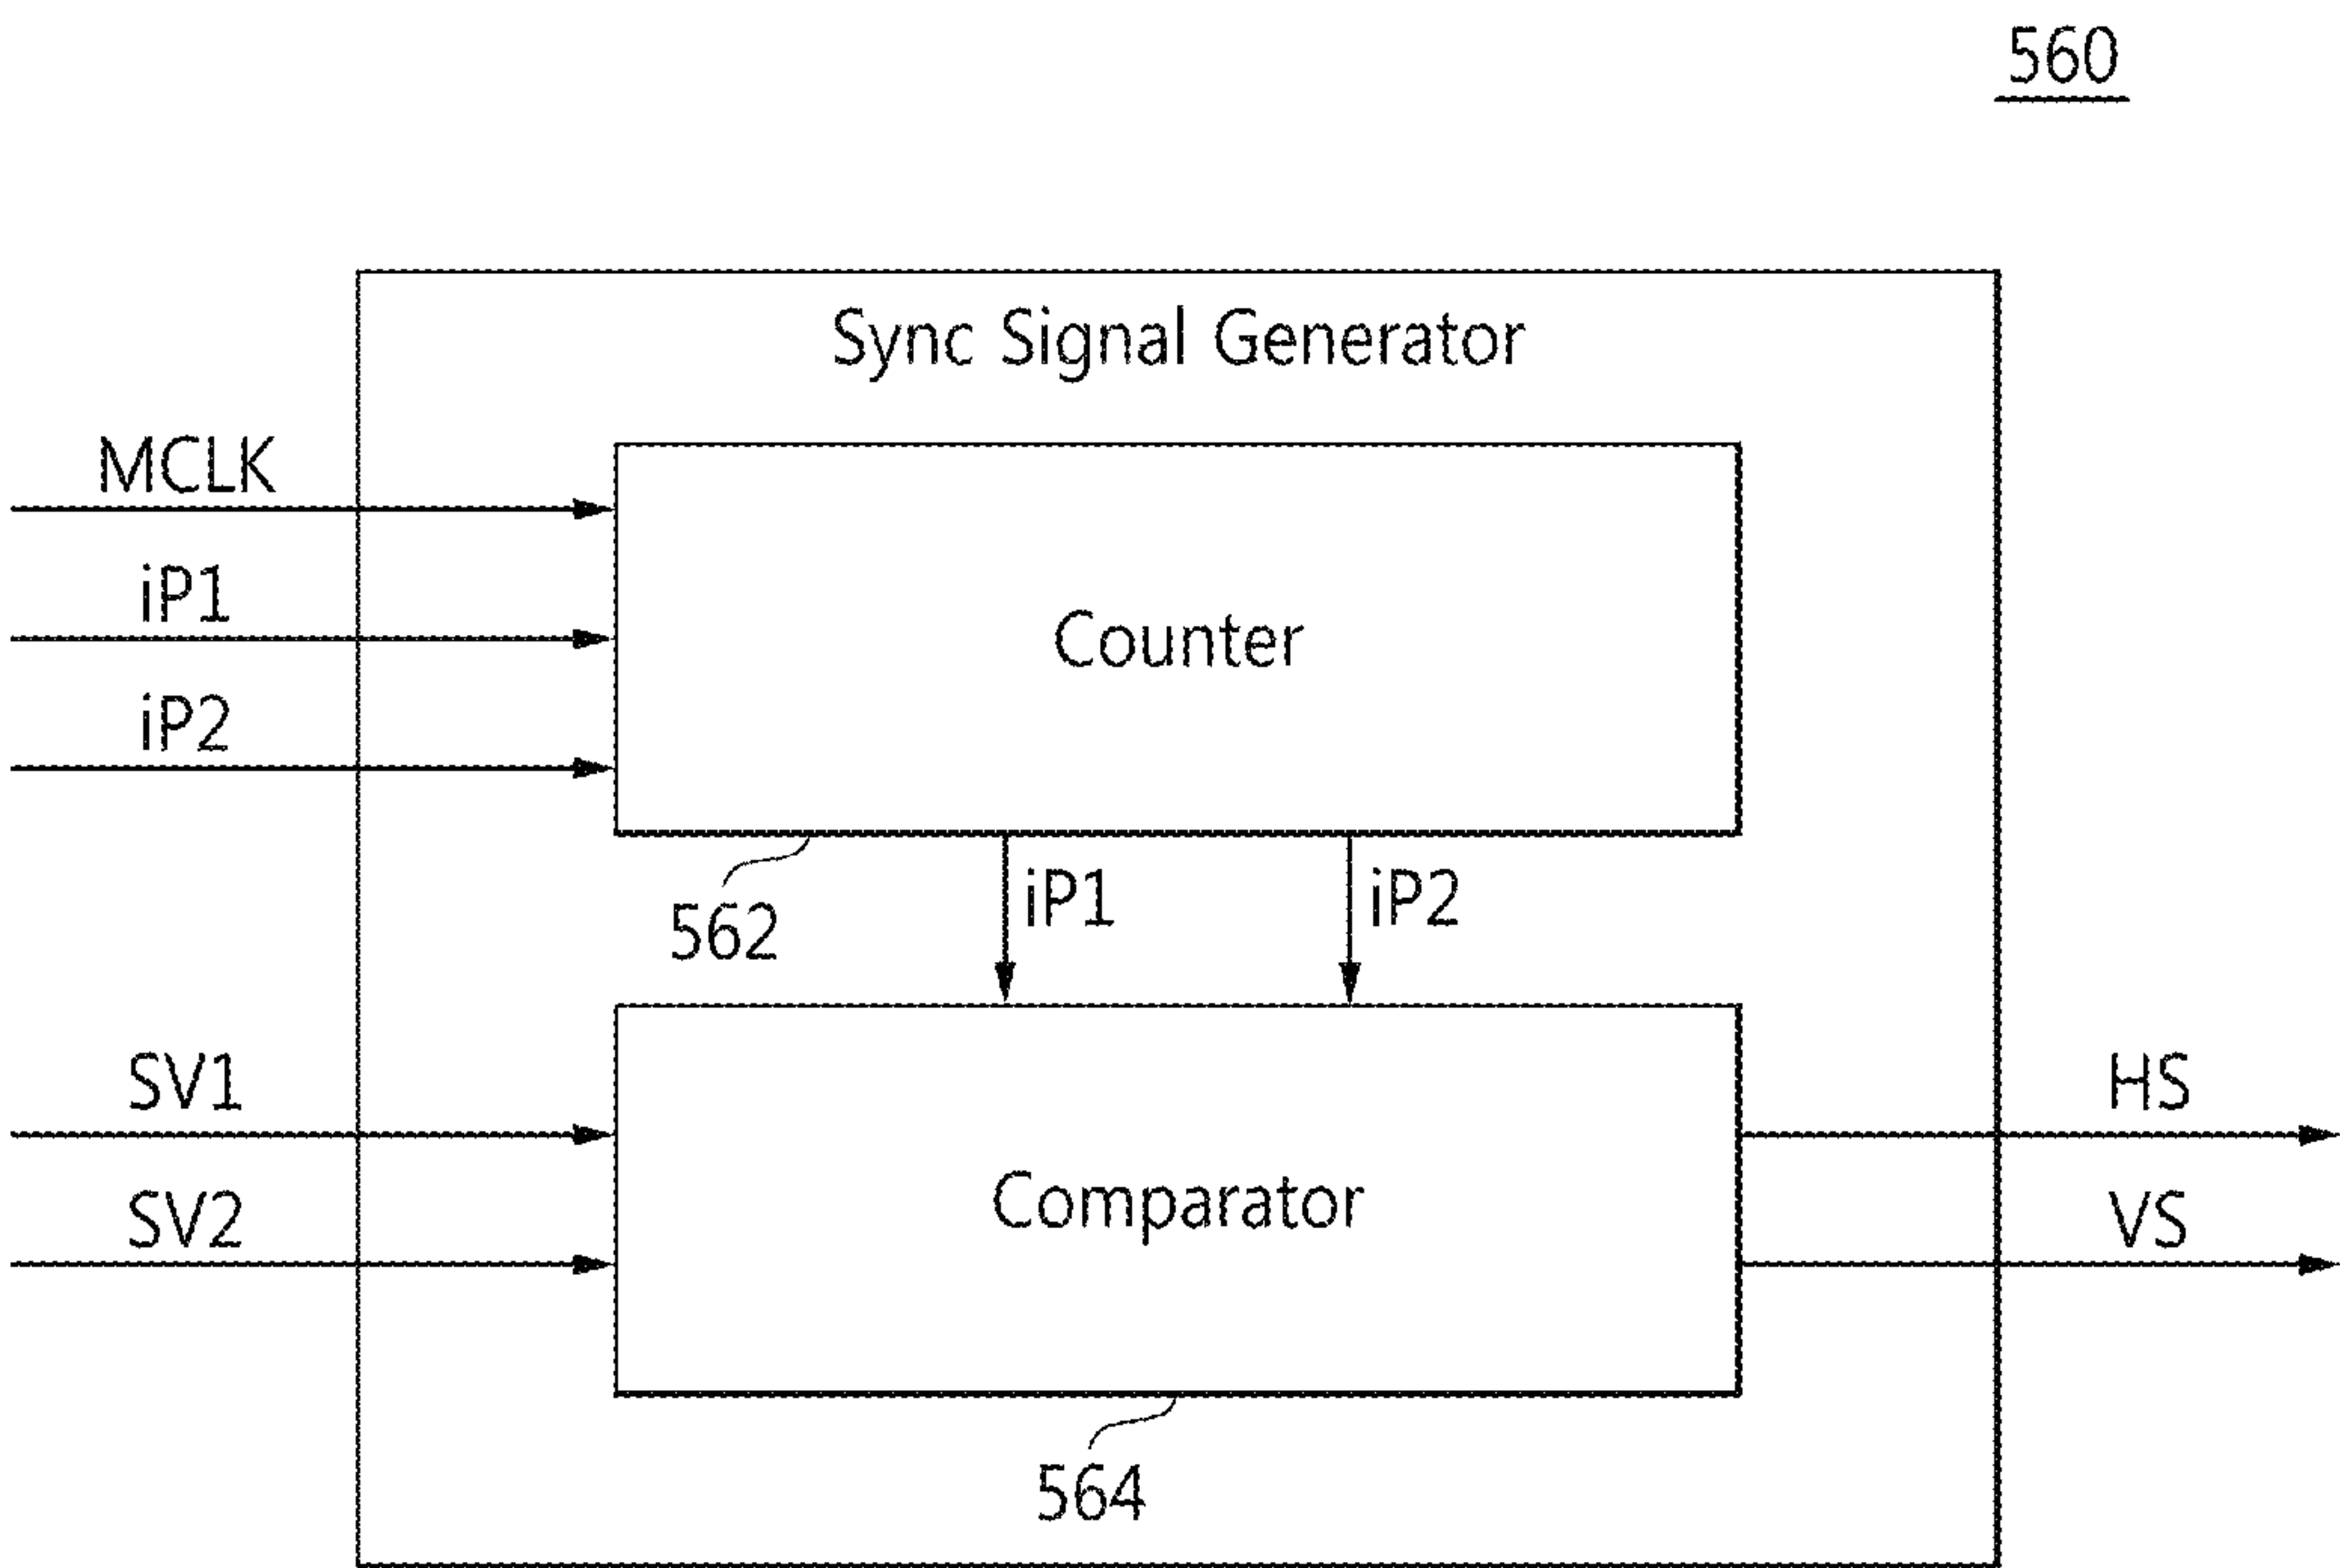 560
Sync Signal Generator
MCLK
iP1
Counter
iP2
562
iP1
iP2
SV1
HS
Comparator
SV2
VS
564